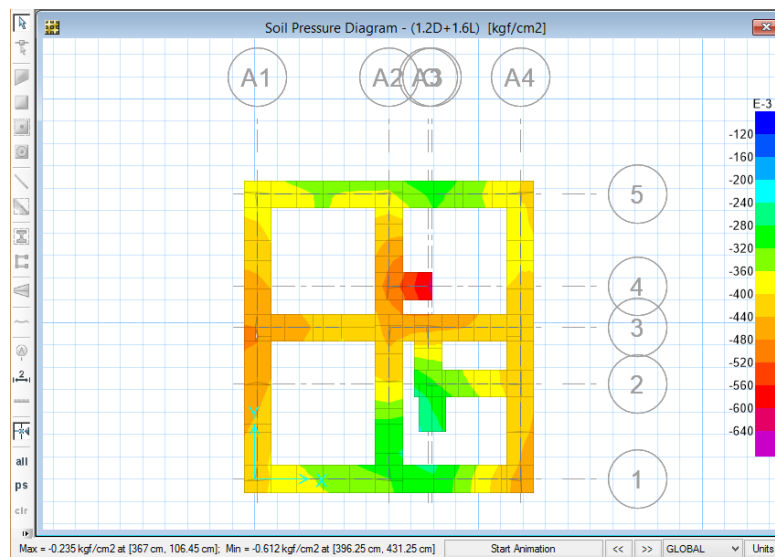 Soil Pressure Diagram - (1.2D+1.6L) [kgf/cm2]
A1
A2
A3
A4
E-3
-120
-160
-200
-240
-280
-320
-360
-400
-440
-480
-520
-560
-600
-640
5
4
3
2
1
Y
X
2
all
ps
clr
Max = -0.235 kgf/cm2 at [367 cm, 106.45 cm]; Min = -0.612 kgf/cm2 at [396.25 cm, 431.25 cm]
Start Animation
<<
>>
GLOBAL
Units